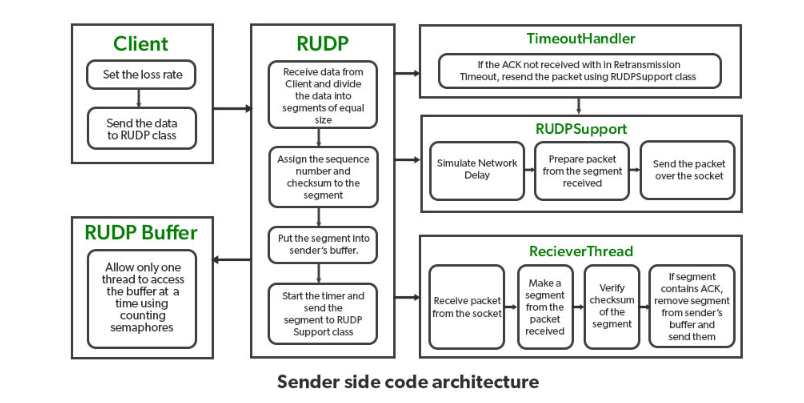 Client
Set the loss rate
Send the data
to RUDP class
RUDP Buffer
Allow only one
thread to access
the buffer at a
time using
counting
semaphores
RUDP
Receive data from
Client and divide
the data into
segments of equal
size
Assign the sequence
number and
checksum to the
segment
Put the segment into
sender's buffer.
Start the timer and
send the
segment to RUDP
Support class
TimeoutHandler
If the ACK not received with in Retransmission
Timeout, resend the packet using RUDPSupport class
RUDPSupport
Simulate Network
Delay
Prepare packet
from the segment
received
Send the packet
over the socket
RecieverThread
Receive packet
from the socket
Make a
segment
from the
packet
received
Verify
checksum
of the
segment
If segment
contains ACK,
remove segment
from sender's
buffer and
send them
Sender side code architecture